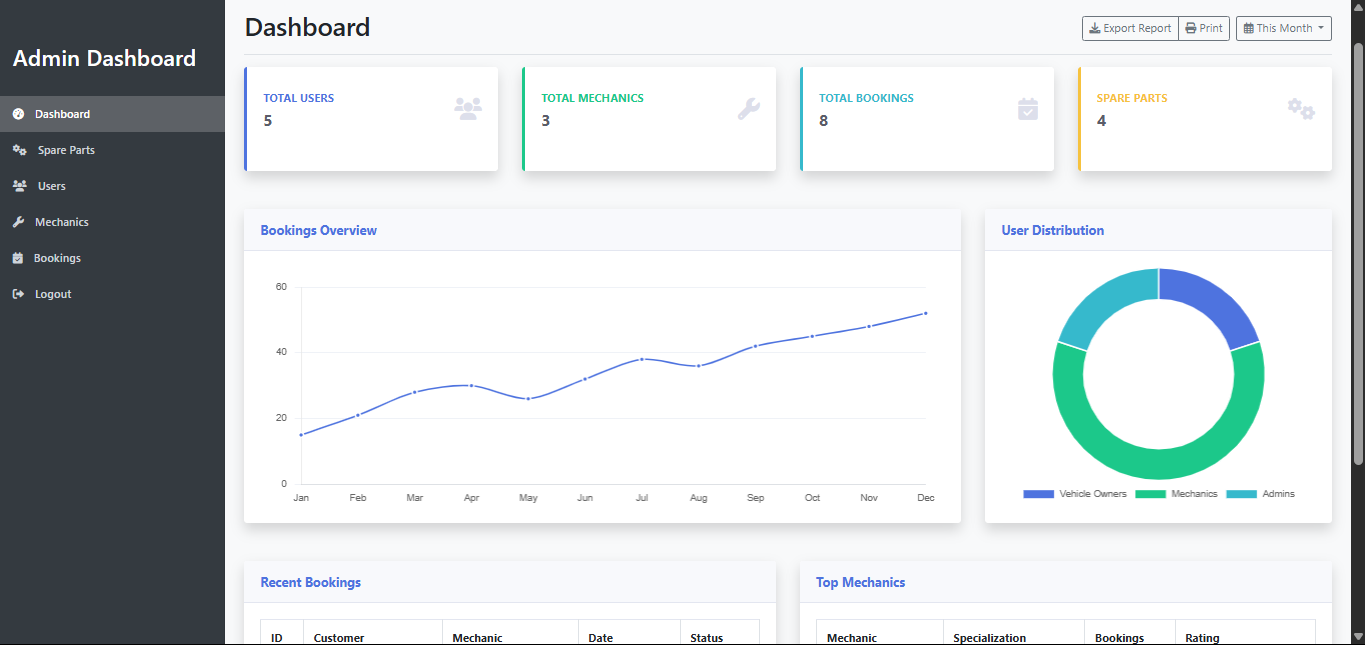 Admin Dashboard
Dashboard
Spare Parts
Users
Mechanics
Bookings
Logout
Dashboard
Export Report
Print
This Month
TOTAL USERS
5
TOTAL MECHANICS
3
TOTAL BOOKINGS
8
SPARE PARTS
4
Bookings Overview
60
40
20
0
Jan Feb Mar Apr May Jun Jul Aug Sep Oct Nov Dec
User Distribution
Vehicle Owners Mechanics Admins
Recent Bookings
ID Customer Mechanic Date Status
Top Mechanics
Mechanic Specialization Bookings Rating